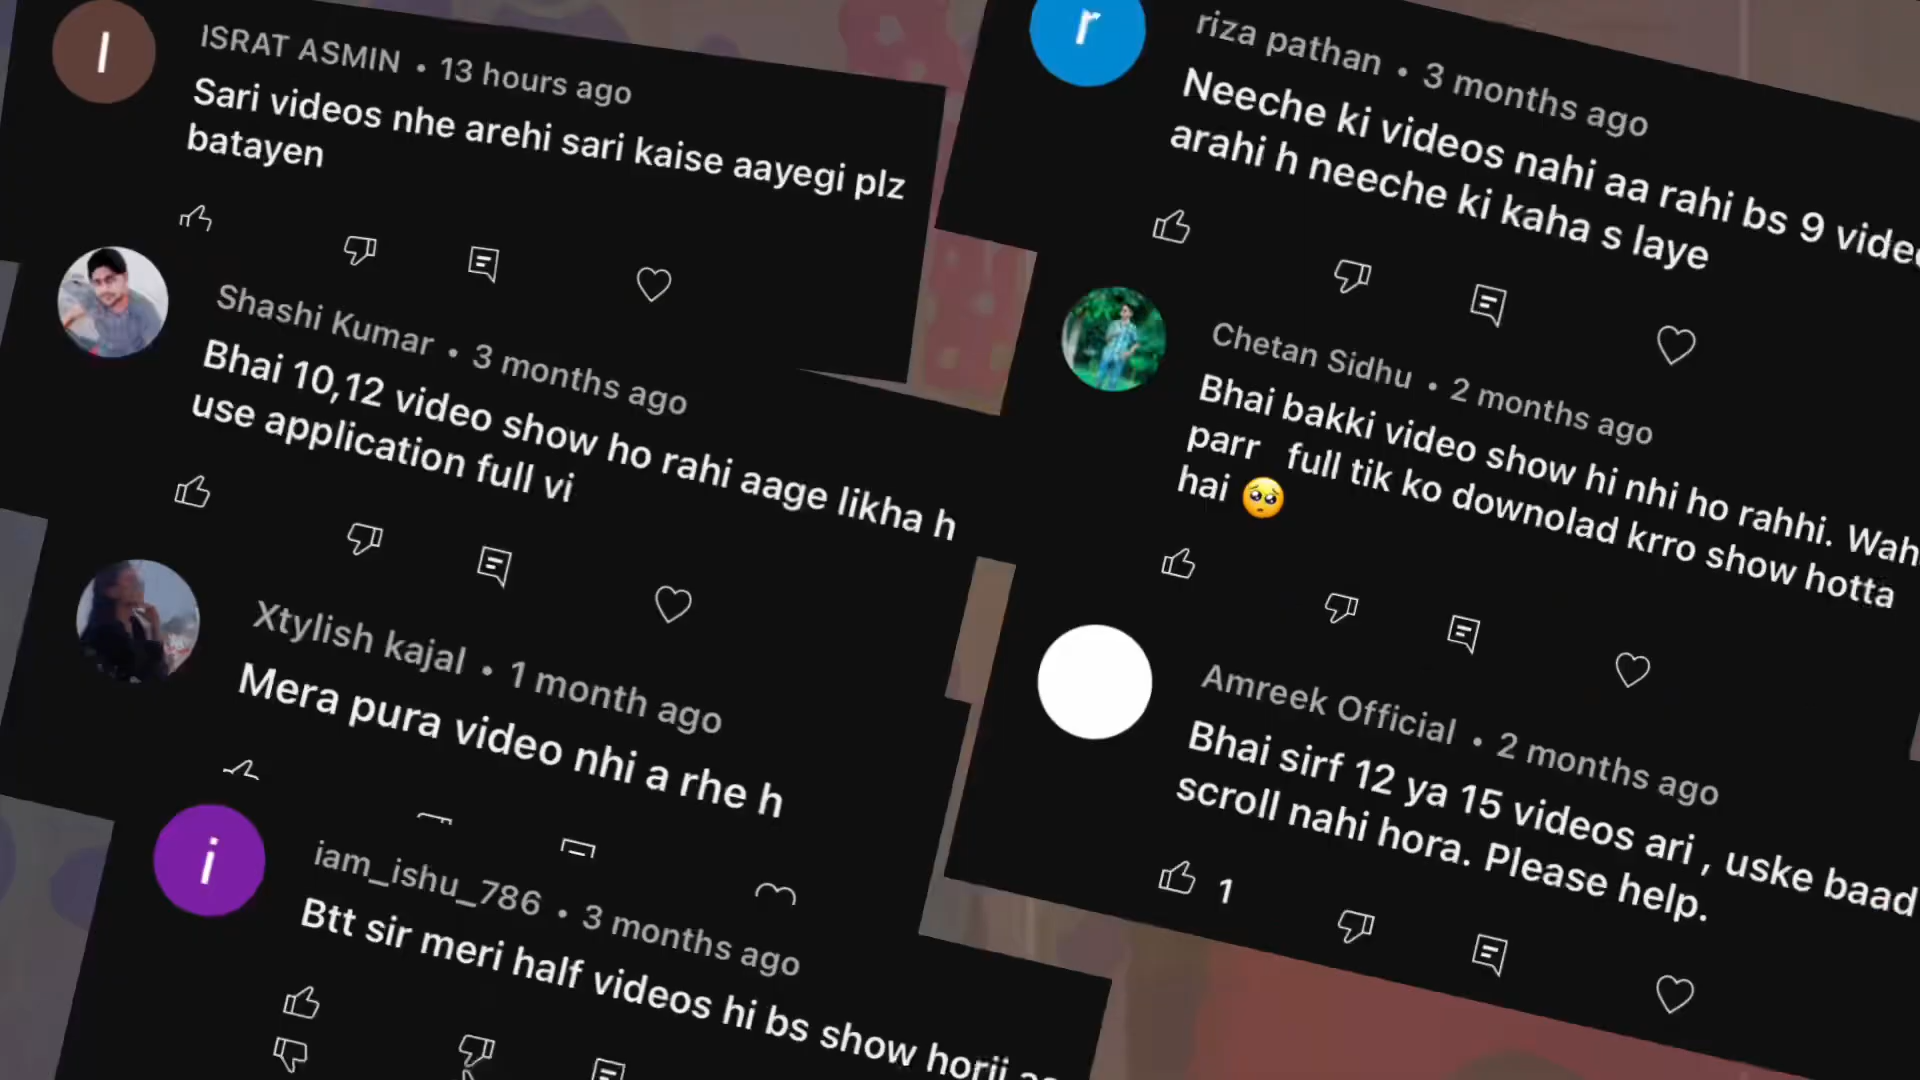 I
ISRAT ASMIN • 13 hours ago
Sari videos nhe arehi sari kaise aayegi plz
batayen
Shashi Kumar • 3 months ago
Bhai 10,12 video show ho rahi aage likha h
use application full vi
Xtylish kajal • 1 month ago
Mera pura video nhi a rhe h
i
iam_ishu_786 • 3 months ago
Btt sir meri half videos hi bs show horii
r
riza pathan • 3 months ago
Neeche ki videos nahi aa rahi bs 9
arahi h neeche ki kaha s laye
Chetan Sidhu • 2 months ago
Bhai bakki video show hi nhi ho rahhi.
parr full tik ko downolad krro show hotta
hai 🥺
Amreek Official • 2 months ago
Bhai sirf 12 ya 15 videos ari , uske baad
scroll nahi hora. Please help.
1